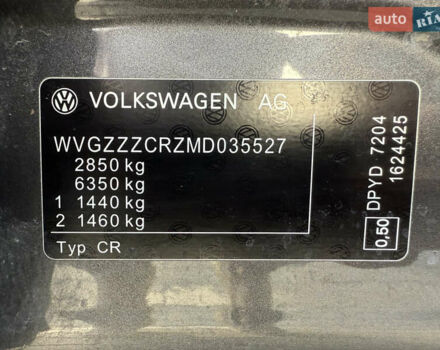 AUTO
RIA
VOLKSWAGEN AG
WVGZZZCRZMD035527
2850 kg
6350 kg
1 1440 kg
2 1460 kg
Typ CR
0,50
DPYD 7204
1624425